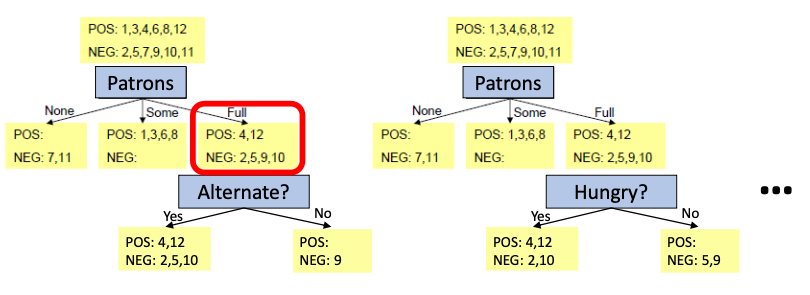 POS: 1,3,4,6,8,12
NEG: 2,5,7,9,10,11
Patrons
None
Some
Full
POS:
NEG: 7,11
POS: 1,3,6,8
NEG:
POS: 4,12
NEG: 2,5,9,10
Alternate?
Yes
No
POS: 4,12
NEG: 2,5,10
POS:
NEG: 9
POS: 1,3,4,6,8,12
NEG: 2,5,7,9,10,11
Patrons
None
Some
Full
POS:
NEG: 7,11
POS: 1,3,6,8
NEG:
POS: 4,12
NEG: 2,5,9,10
Hungry?
Yes
No
POS: 4,12
NEG: 2,10
POS:
NEG: 5,9
...